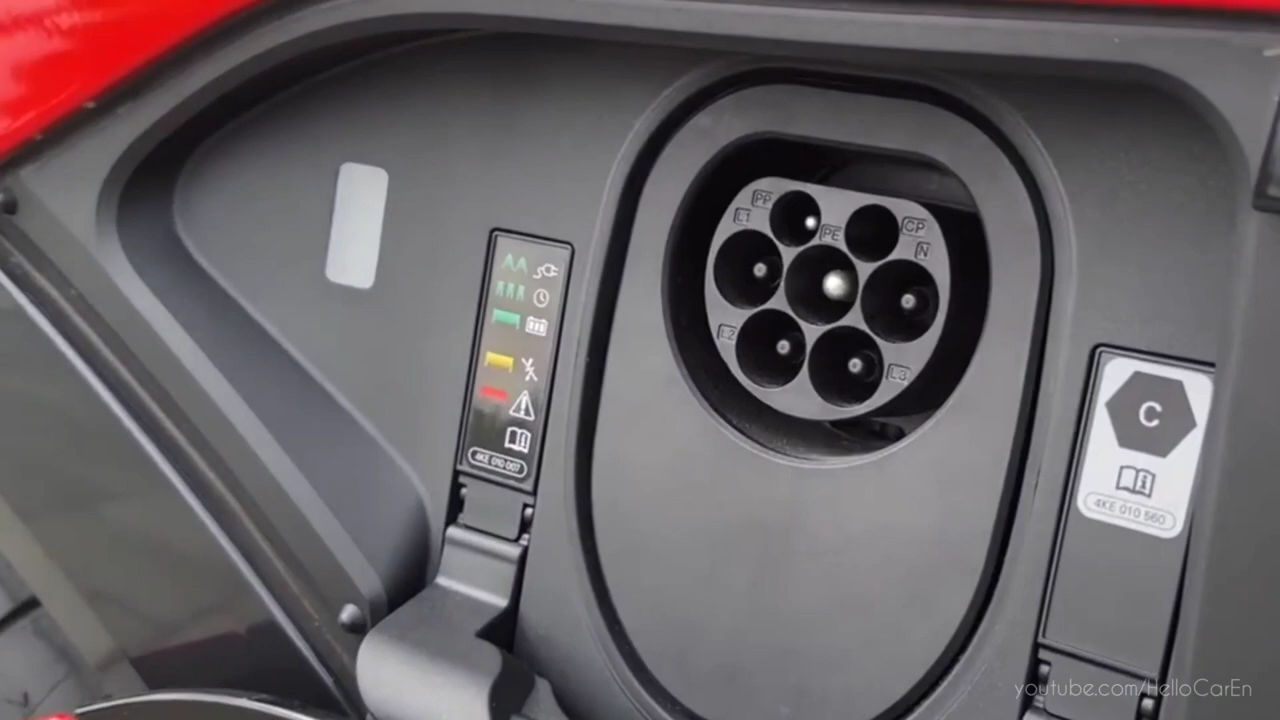 PP
CP
L1
PE
N
L2
L3
4KE 010 007
C
4KE 010 560
youtube.com/HelloCarEn